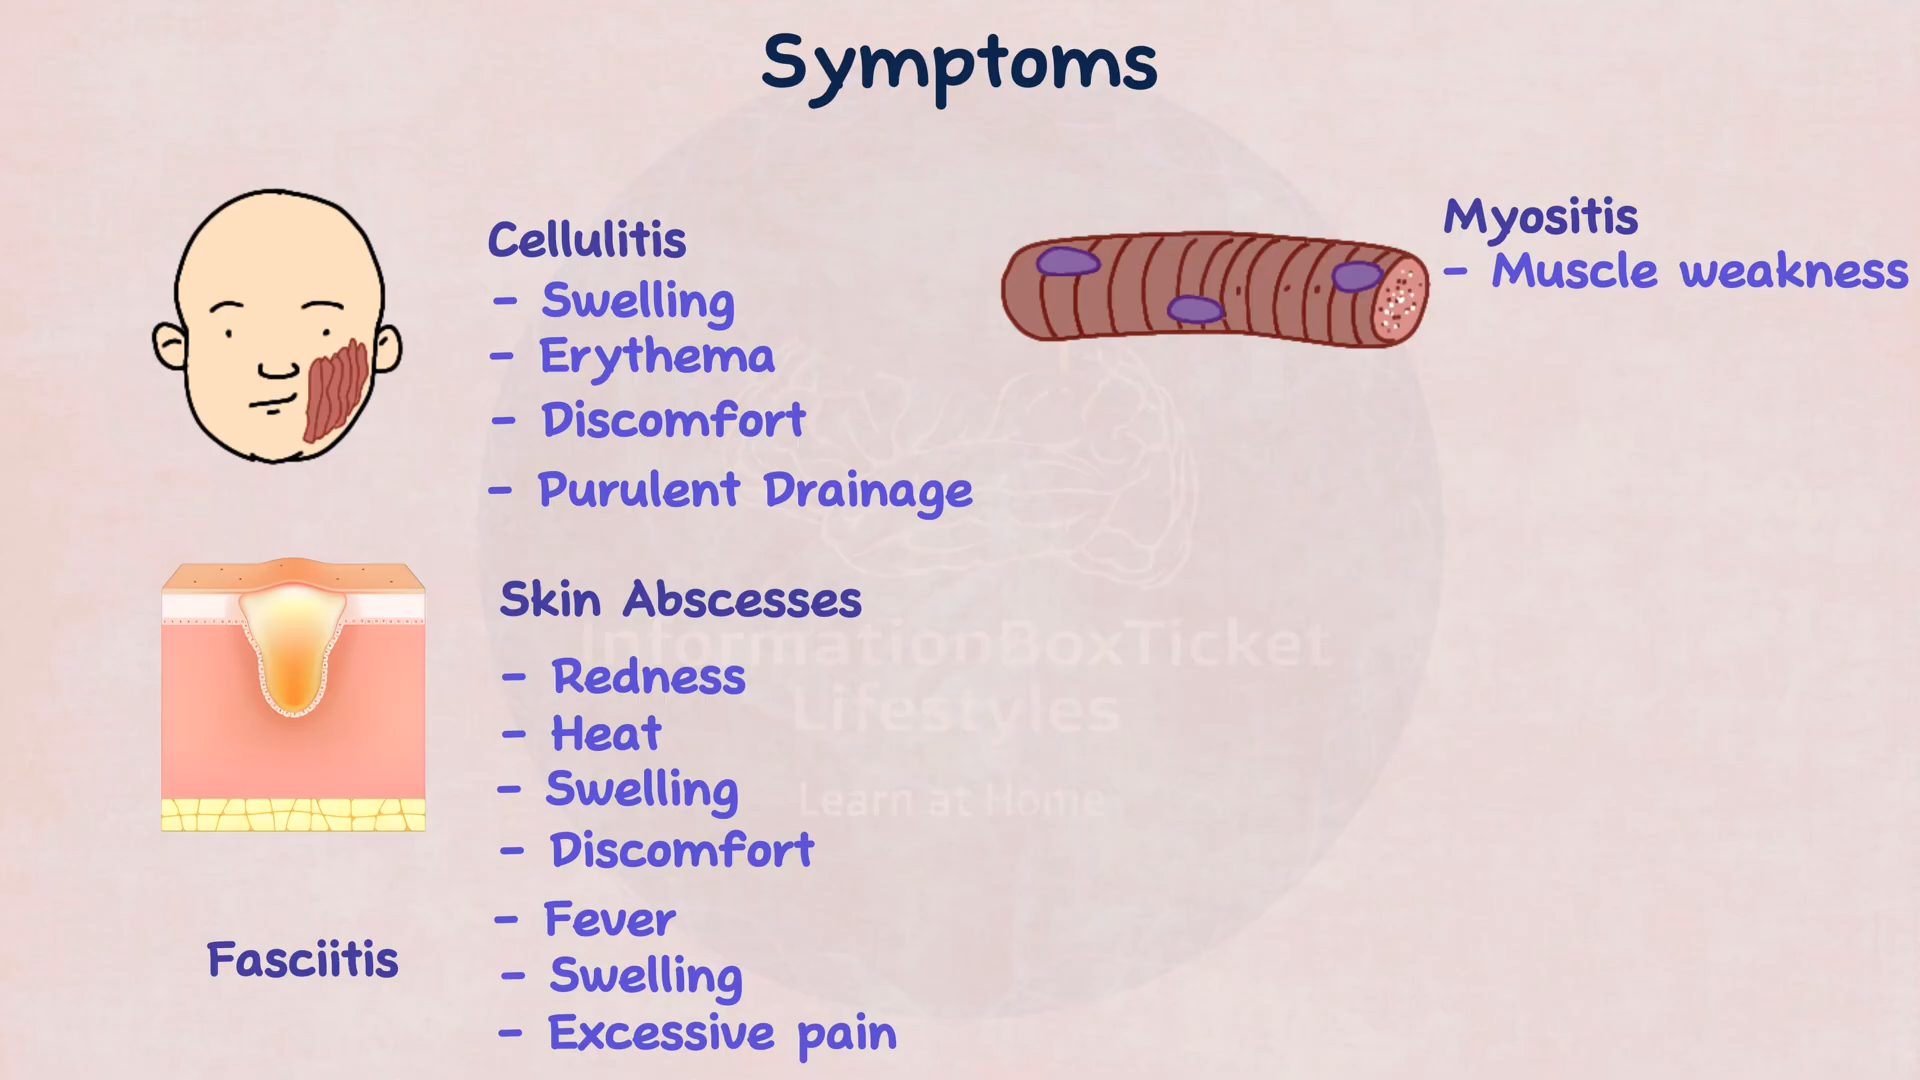 Symptoms
Cellulitis
- Swelling
- Erythema
- Discomfort
- Purulent Drainage
Skin Abscesses
- Redness
- Heat
- Swelling
- Discomfort
Fasciitis
- Fever
- Swelling
- Excessive pain
Myositis
- Muscle weakness
InformationBoxTicket
Lifestyles
Learn at Home